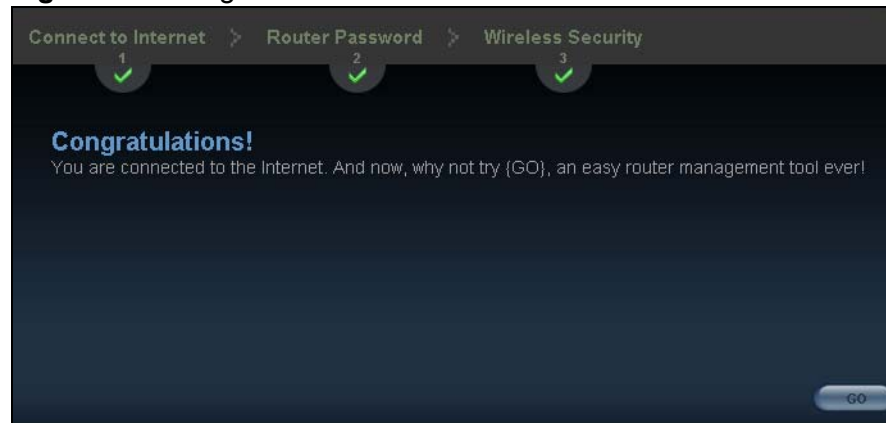 Connect to Internet > Router Password > Wireless Security
1 2 3
Congratulations!
You are connected to the Internet. And now, why not try {GO}, an easy router management tool ever!
GO